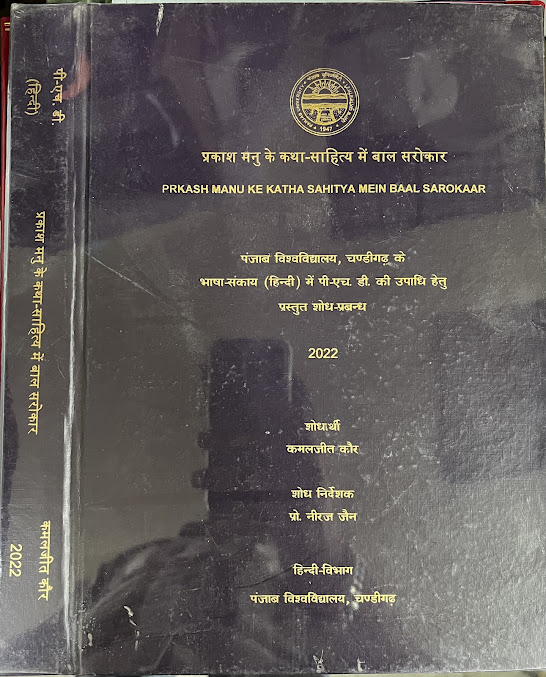 पी-एच. डी.
(हिन्दी)
प्रकाश मनु के कथा-साहित्य में बाल सरोकार
कमलजीत कौर
2022
1947
प्रकाश मनु के कथा-साहित्य में बाल सरोकार
PRKASH MANU KE KATHA SAHITYA MEIN BAAL SAROKAAR
पंजाब विश्वविद्यालय, चण्डीगढ़ के
भाषा-संकाय (हिन्दी) में पी-एच. डी. की उपाधि हेतु
प्रस्तुत शोध-प्रबन्ध
2022
शोधार्थी
कमलजीत कौर
शोध निर्देशक
प्रो. नीरज जैन
हिन्दी-विभाग
पंजाब विश्वविद्यालय, चण्डीगढ़